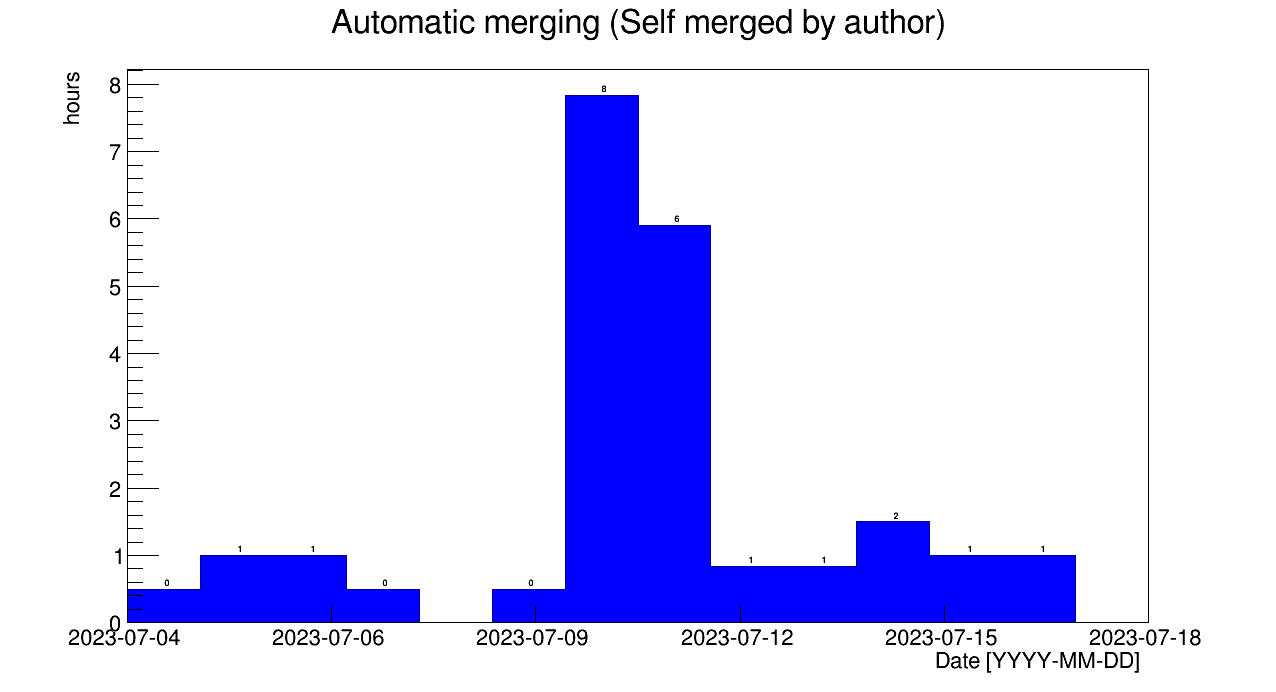 Automatic merging (Self merged by author)
hours
8
7
6
5
4
3
2
1
0
0 1 1 0 0 8 6 1 1 2 1 1
2023-07-04 2023-07-06 2023-07-09 2023-07-12 2023-07-15 2023-07-18
Date [YYYY-MM-DD]